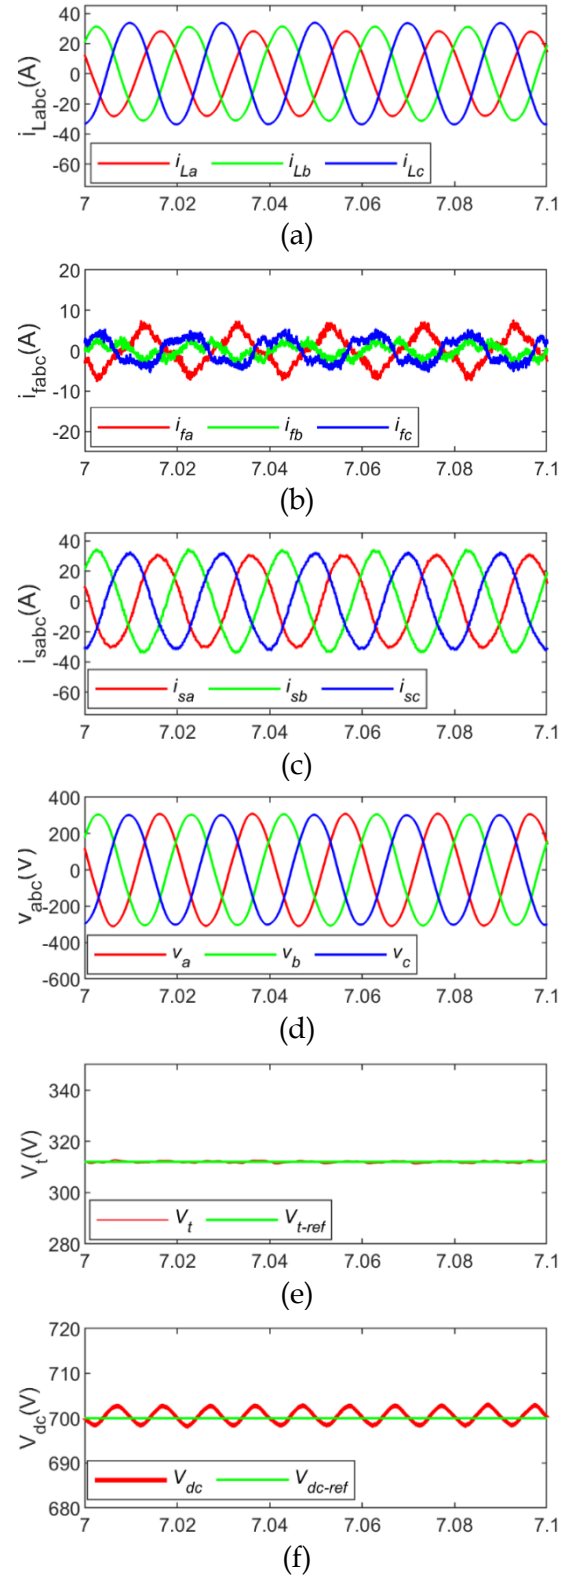 40
20
0
-20
-40
-60
i_Labc(A)
i_La i_Lb i_Lc
7 7.02 7.04 7.06 7.08 7.1
(a)
20
10
0
-10
-20
i_fabc(A)
i_fa i_fb i_fc
7 7.02 7.04 7.06 7.08 7.1
(b)
40
20
0
-20
-40
-60
i_sabc(A)
i_sa i_sb i_sc
7 7.02 7.04 7.06 7.08 7.1
(c)
400
200
0
-200
-400
-600
v_abc(V)
v_a v_b v_c
7 7.02 7.04 7.06 7.08 7.1
(d)
340
320
300
280
V_t(V)
V_t V_t-ref
7 7.02 7.04 7.06 7.08 7.1
(e)
720
710
700
690
680
V_dc(V)
V_dc V_dc-ref
7 7.02 7.04 7.06 7.08 7.1
(f)